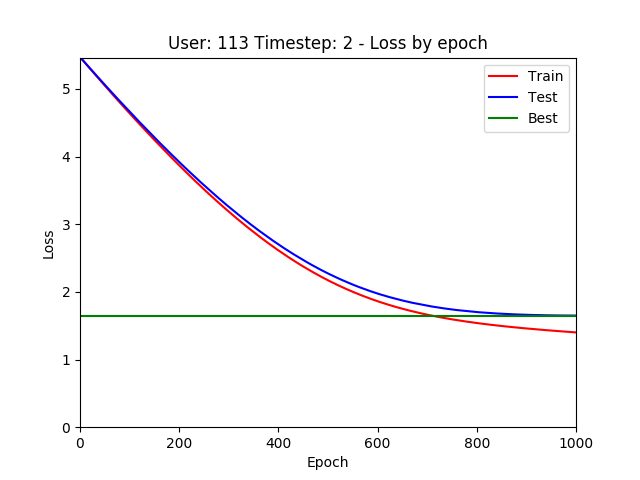 User: 113 Timestep: 2 - Loss by epoch
Train
Test
Best
5
4
3
2
1
0
Loss
0 200 400 600 800 1000
Epoch